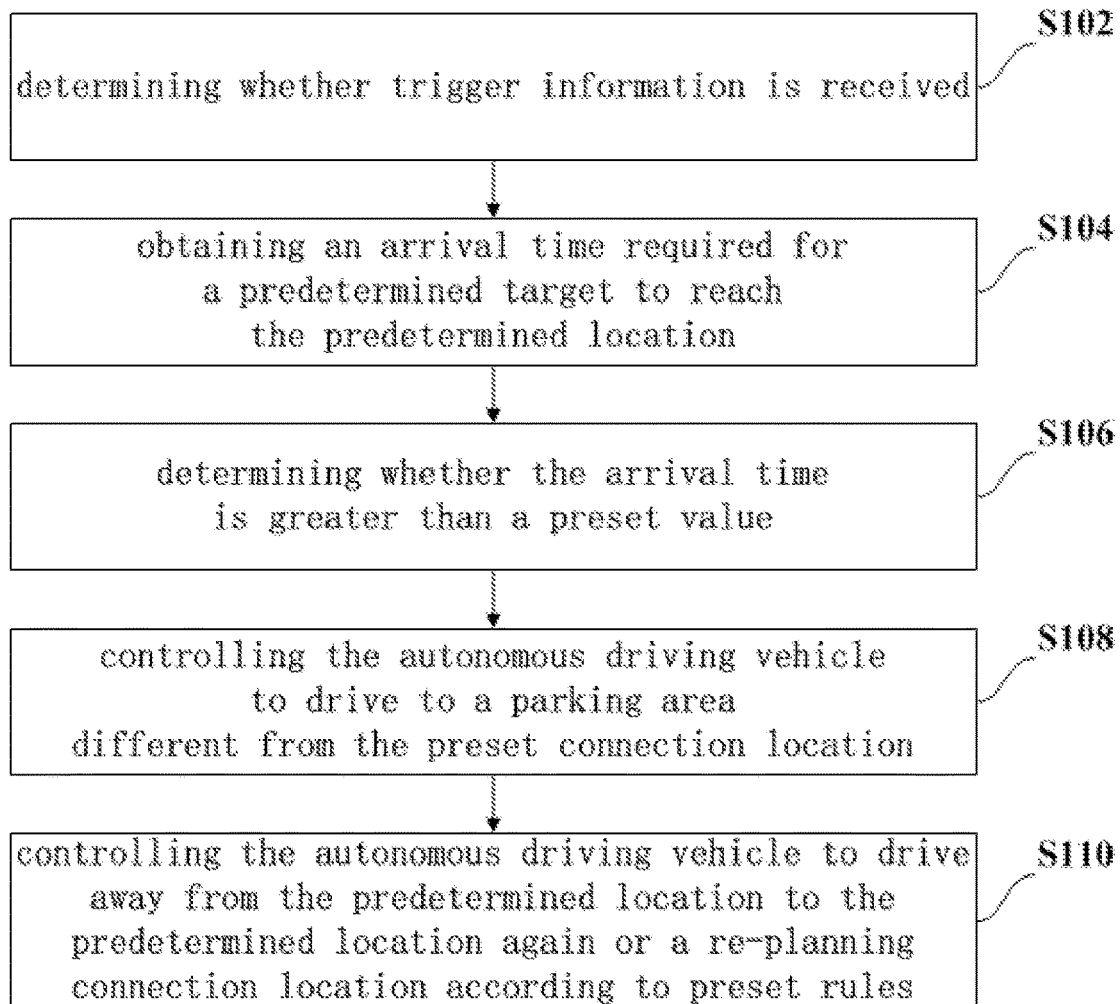 S102
determining whether trigger information is received
S104
obtaining an arrival time required for
a predetermined target to reach
the predetermined location
S106
determining whether the arrival time
is greater than a preset value
S108
controlling the autonomous driving vehicle
to drive to a parking area
different from the preset connection location
S110
controlling the autonomous driving vehicle to drive
away from the predetermined location to the
predetermined location again or a re-planning
connection location according to preset rules